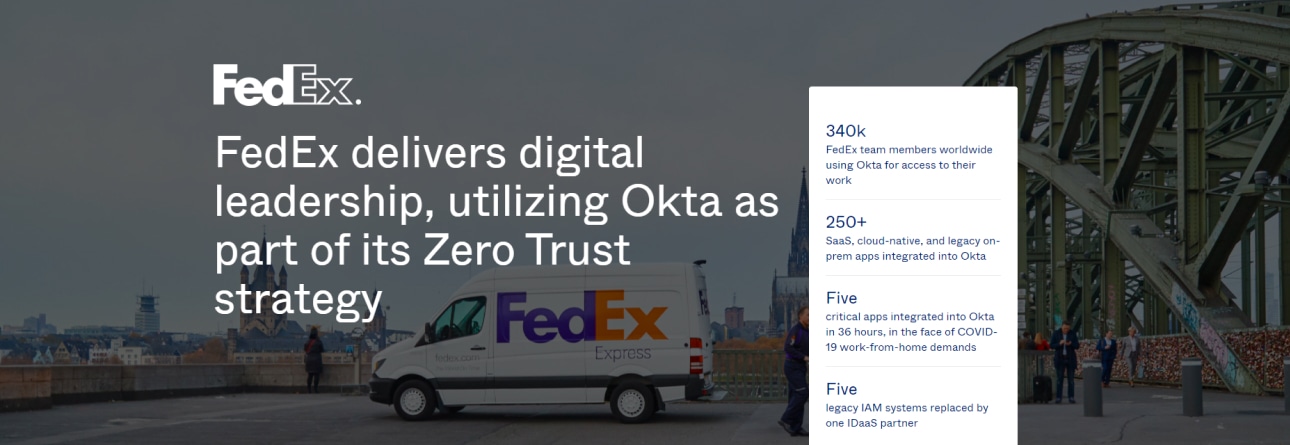 FedEx.
FedEx delivers digital
leadership, utilizing Okta as
part of its Zero Trust
strategy
340k
FedEx team members worldwide
using Okta for access to their
work
250+
SaaS, cloud-native, and legacy on-
prem apps integrated into Okta
Five
critical apps integrated into Okta
in 36 hours, in the face of COVID-
19 work-from-home demands
Five
legacy IAM systems replaced by
one IDaaS partner
FedEx
Express
fedex.com